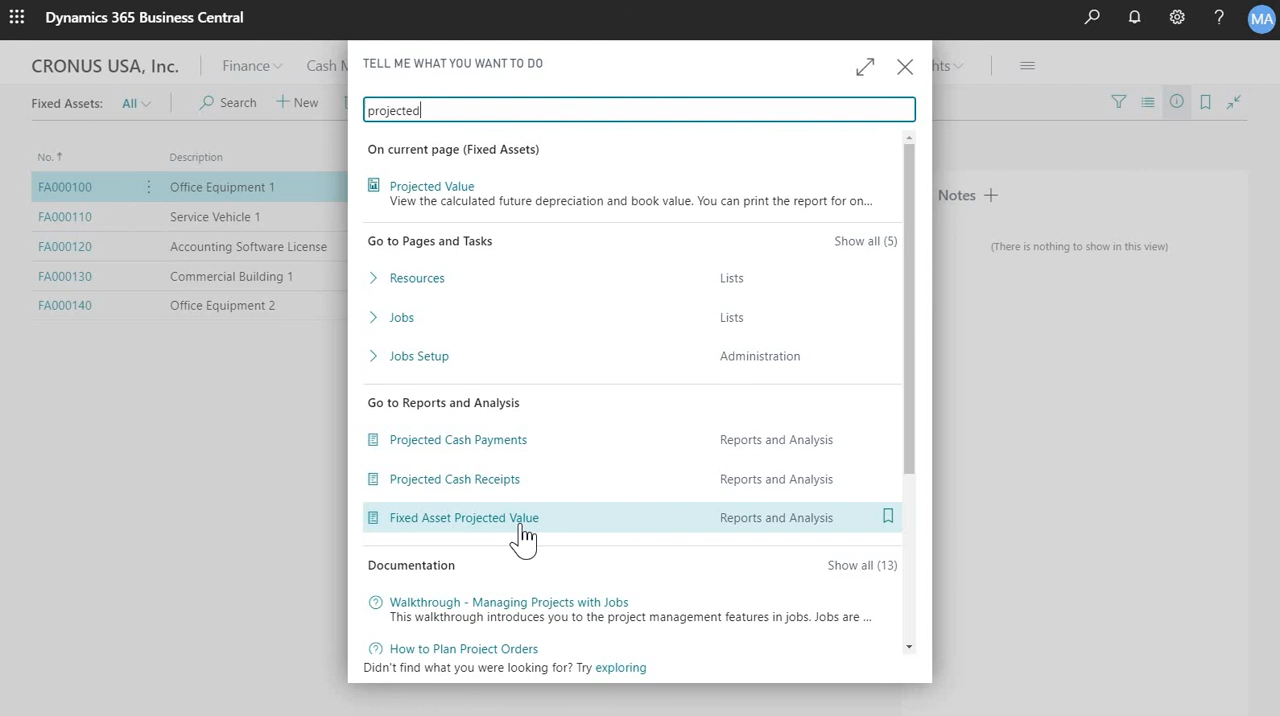 Dynamics 365 Business Central
MA
CRONUS USA, Inc.
Finance
Cash M
hts
Fixed Assets: All
Search
New
No. ↑
Description
FA000100 Office Equipment 1
FA000110 Service Vehicle 1
FA000120 Accounting Software License
FA000130 Commercial Building 1
FA000140 Office Equipment 2
TELL ME WHAT YOU WANT TO DO
projected
On current page (Fixed Assets)
Projected Value
View the calculated future depreciation and book value. You can print the report for on...
Go to Pages and Tasks Show all (5)
Resources Lists
Jobs Lists
Jobs Setup Administration
Go to Reports and Analysis
Projected Cash Payments Reports and Analysis
Projected Cash Receipts Reports and Analysis
Fixed Asset Projected Value Reports and Analysis
Documentation Show all (13)
Walkthrough - Managing Projects with Jobs
This walkthrough introduces you to the project management features in jobs. Jobs are ...
How to Plan Project Orders
Didn't find what you were looking for? Try exploring
Notes
(There is nothing to show in this view)